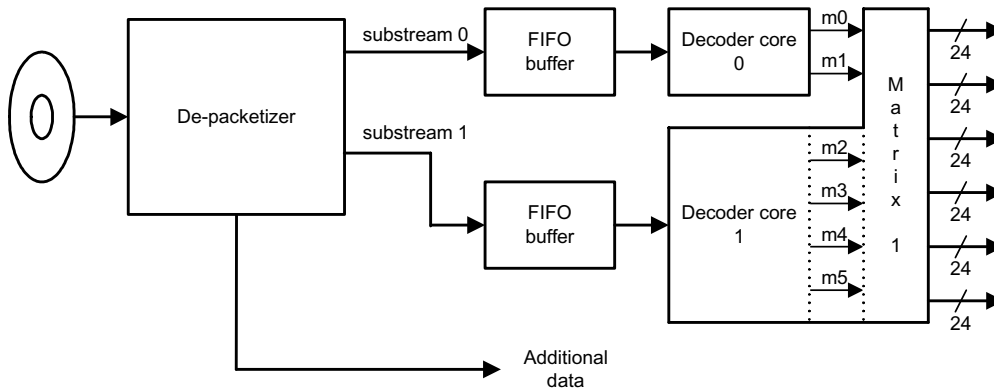 substream 0
FIFO
buffer
Decoder core
0
m0
m1
24
24
24
24
24
24
M
a
t
r
i
x
1
De-packetizer
substream 1
FIFO
buffer
Decoder core
1
m2
m3
m4
m5
Additional
data